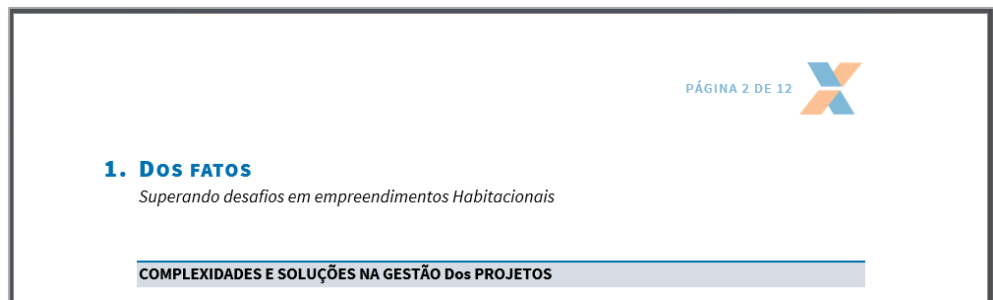 PÁGINA 2 DE 12
1. DOS FATOS
Superando desafios em empreendimentos Habitacionais
COMPLEXIDADES E SOLUÇÕES NA GESTÃO Dos PROJETOS